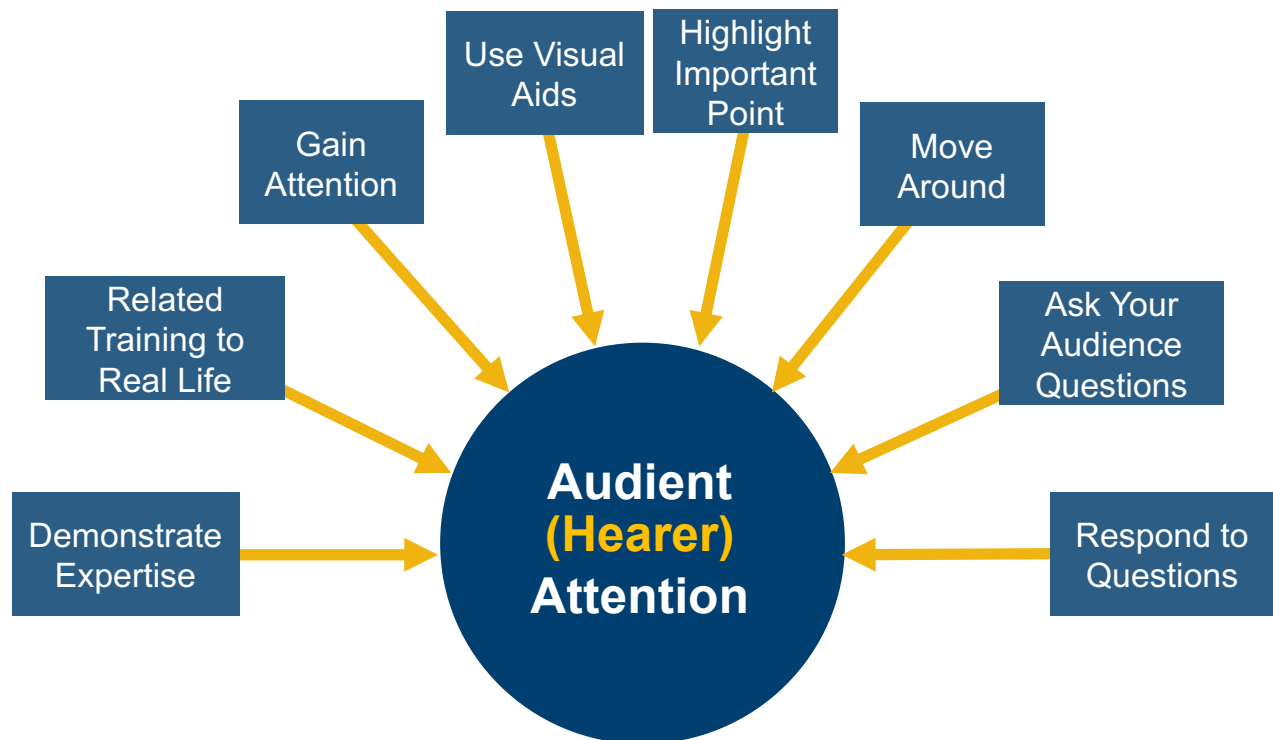 Use Visual
Aids
Highlight
Important
Point
Gain
Attention
Move
Around
Related
Training to
Real Life
Ask Your
Audience
Questions
Demonstrate
Expertise
Respond to
Questions
Audient
(Hearer)
Attention